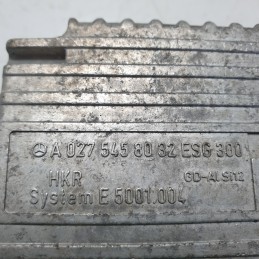 A 027 545 80 32 ESG 300
HKR GD-AlSi12
System E 5001.004